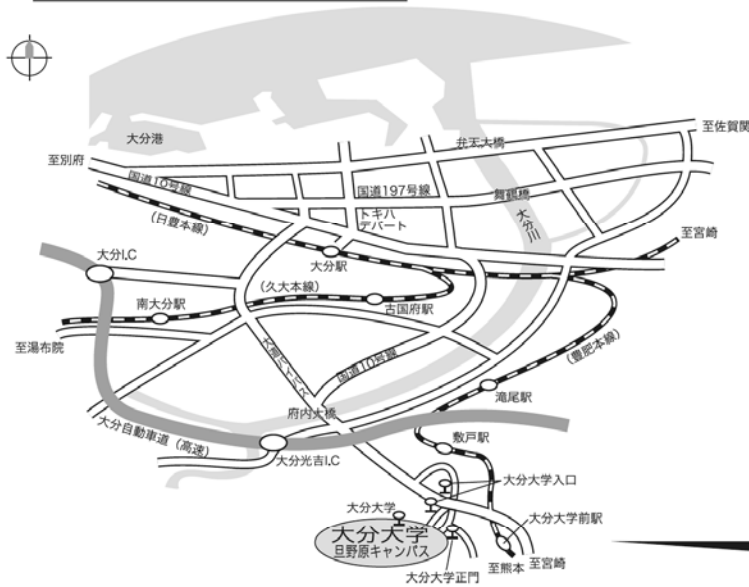 大分港
弁天大橋
至佐賀関
至別府
国道10号線
国道197号線
舞鶴橋
トキハ
デパート
(日豊本線)
大分川
至宮崎
大分I.C
大分駅
(久大本線)
南大分駅
古国府駅
至湯布院
大道バイパス
国道10号線
(豊肥本線)
滝尾駅
府内大橋
大分自動車道(高速)
敷戸駅
大分光吉I.C
大分大学入口
大分大学
大分大学
旦野原キャンパス
大分大学前駅
至熊本
至宮崎
大分大学正門